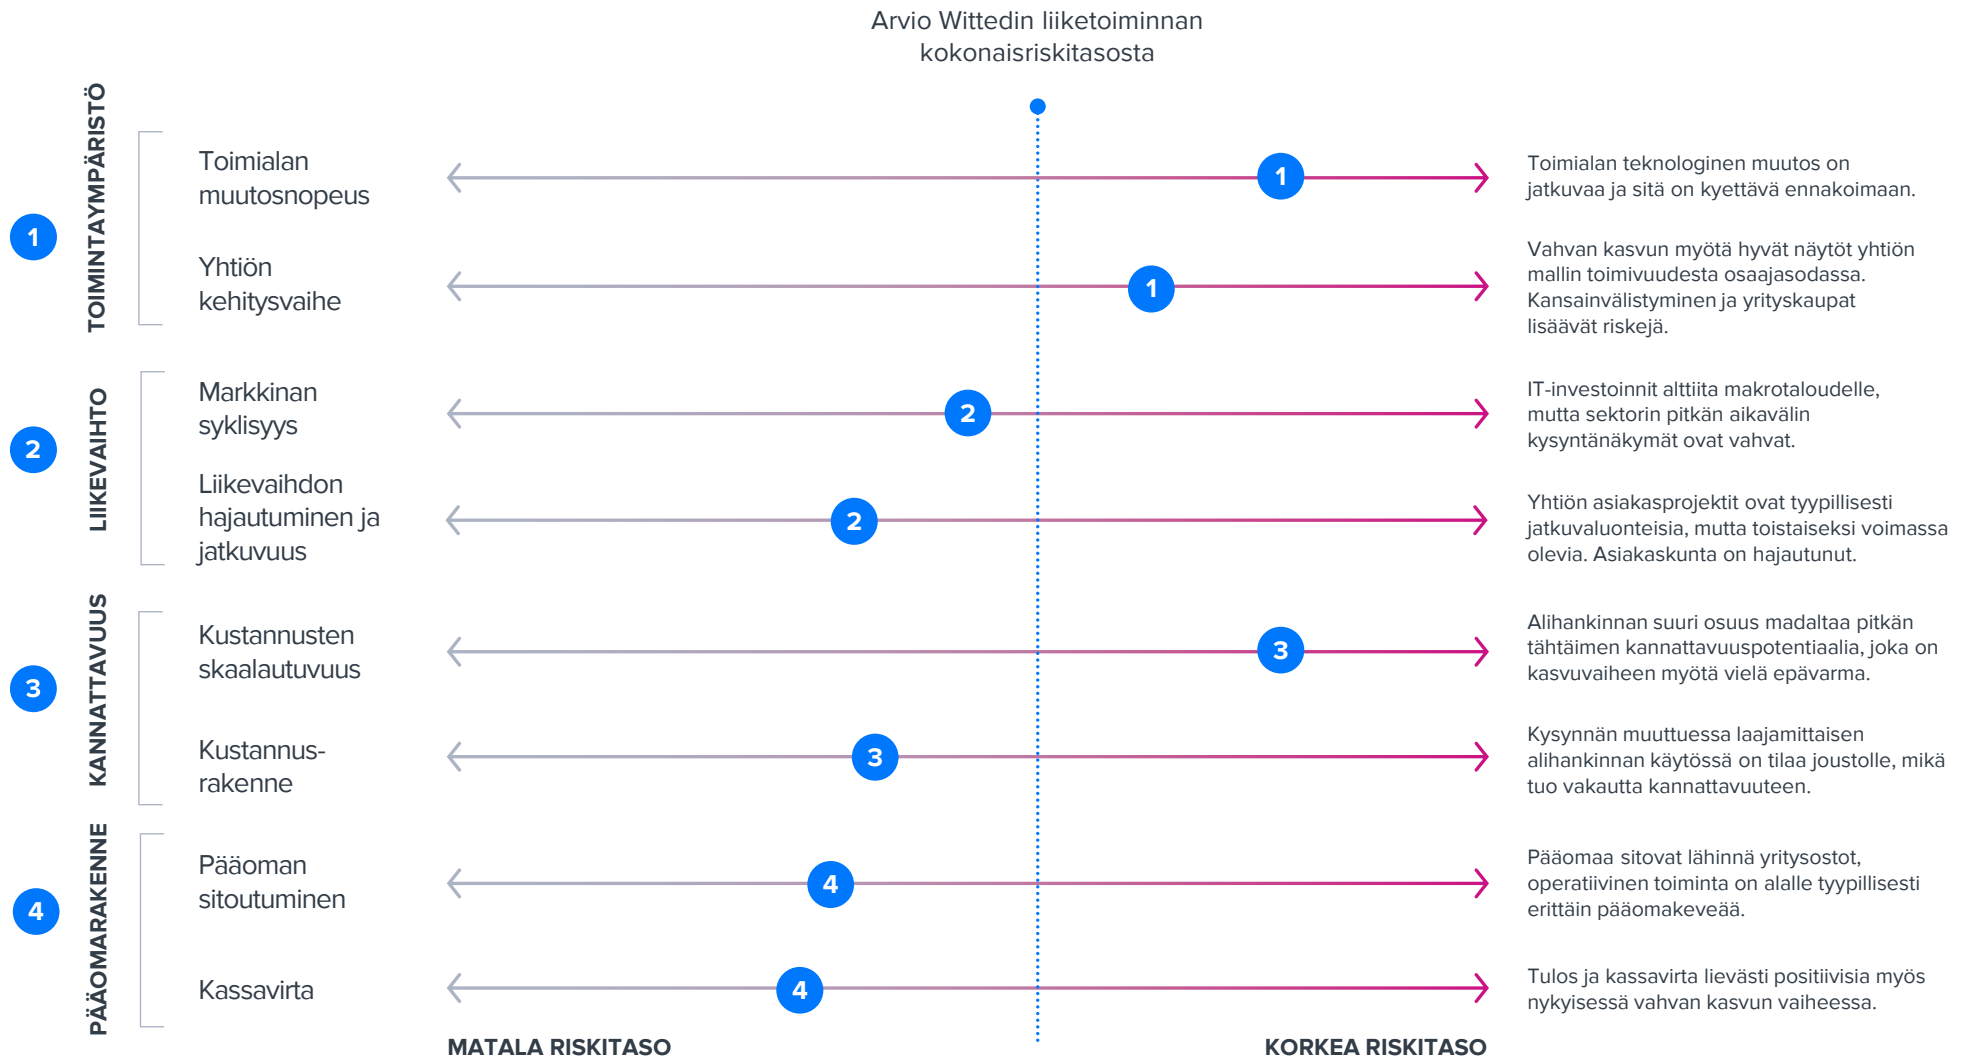 Arvio Wittedin liiketoiminnan
kokonaisriskitasosta
1
TOIMINTAYMPÄRISTÖ
Toimialan
muutosnopeus
1
Toimialan teknologinen muutos on
jatkuvaa ja sitä on kyettävä ennakoimaan.
Yhtiön
kehitysvaihe
1
Vahvan kasvun myötä hyvät näytöt yhtiön
mallin toimivuudesta osaajasodassa.
Kansainvälistyminen ja yrityskaupat
lisäävät riskejä.
2
LIIKEVAIHTO
Markkinan
syklisyys
2
IT-investoinnit alttiita makrotaloudelle,
mutta sektorin pitkän aikavälin
kysyntänäkymät ovat vahvat.
Liikevaihdon
hajautuminen ja
jatkuvuus
2
Yhtiön asiakasprojektit ovat tyypillisesti
jatkuvaluonteisia, mutta toistaiseksi voimassa
olevia. Asiakaskunta on hajautunut.
3
KANNATTAVUUS
Kustannusten
skaalautuvuus
3
Alihankinnan suuri osuus madaltaa pitkän
tähtäimen kannattavuuspotentiaalia, joka on
kasvuvaiheen myötä vielä epävarma.
Kustannus-
rakenne
3
Kysynnän muuttuessa laajamittaisen
alihankinnan käytössä on tilaa joustolle, mikä
tuo vakautta kannattavuuteen.
4
PÄÄOMARAKENNE
Pääoman
sitoutuminen
4
Pääomaa sitovat lähinnä yritysostot,
operatiivinen toiminta on alalle tyypillisesti
erittäin pääomakeveää.
Kassavirta
4
Tulos ja kassavirta lievästi positiivisia myös
nykyisessä vahvan kasvun vaiheessa.
MATALA RISKITASO
KORKEA RISKITASO